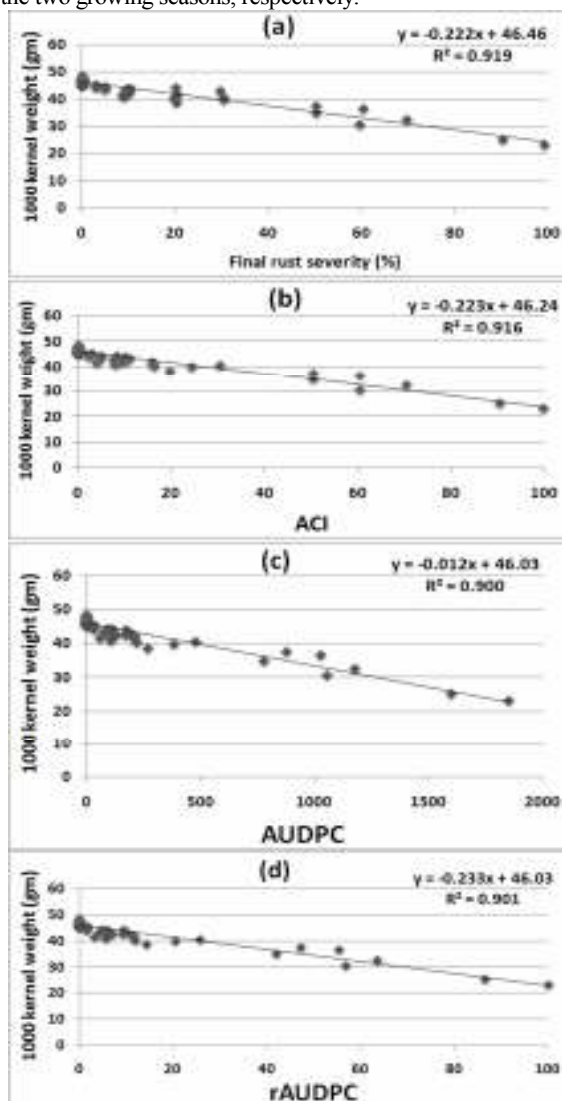 the two growing seasons, respectively.
(a)
y = -0.222x + 46.46
R² = 0.919
1000 kernel weight (gm)
60
50
40
30
20
10
0
0 20 40 60 80 100
Final rust severity (%)
(b)
y = -0.223x + 46.24
R² = 0.916
1000 kernel weight (gm)
60
50
40
30
20
10
0
0 20 40 60 80 100
ACI
(c)
y = -0.012x + 46.03
R² = 0.900
1000 kernel weight (gm)
60
50
40
30
20
10
0
0 500 1000 1500 2000
AUDPC
(d)
y = -0.233x + 46.03
R² = 0.901
1000 kernel weight (gm)
60
50
40
30
20
10
0
0 20 40 60 80 100
rAUDPC